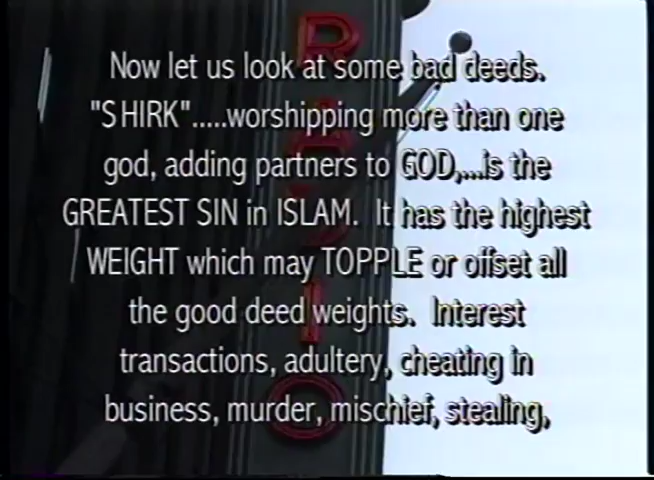 Now let us look at some bad deeds.
"SHIRK".....worshipping more than one
god, adding partners to GOD,...is the
GREATEST SIN in ISLAM. It has the highest
WEIGHT which may TOPPLE or offset all
the good deed weights. Interest
transactions, adultery, cheating in
business, murder, mischief, stealing,
RADIO